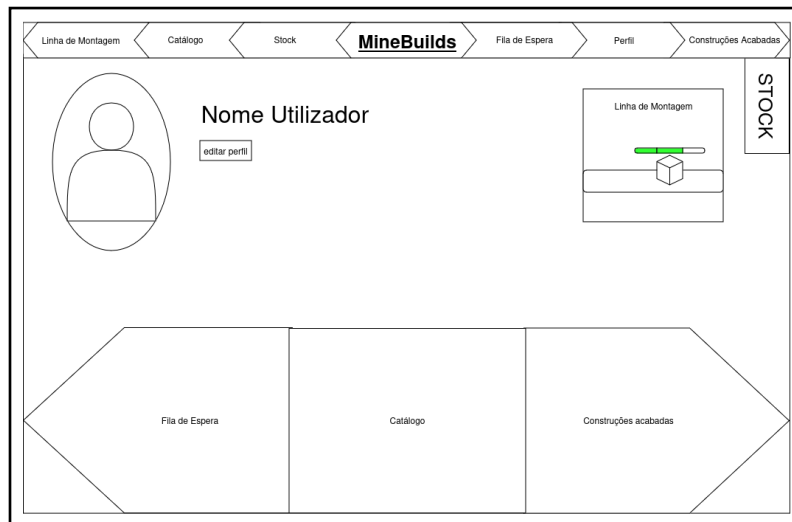 Linha de Montagem
Catálogo
Stock
MineBuilds
Fila de Espera
Perfil
Construções Acabadas
STOCK
Nome Utilizador
editar perfil
Linha de Montagem
Fila de Espera
Catálogo
Construções acabadas